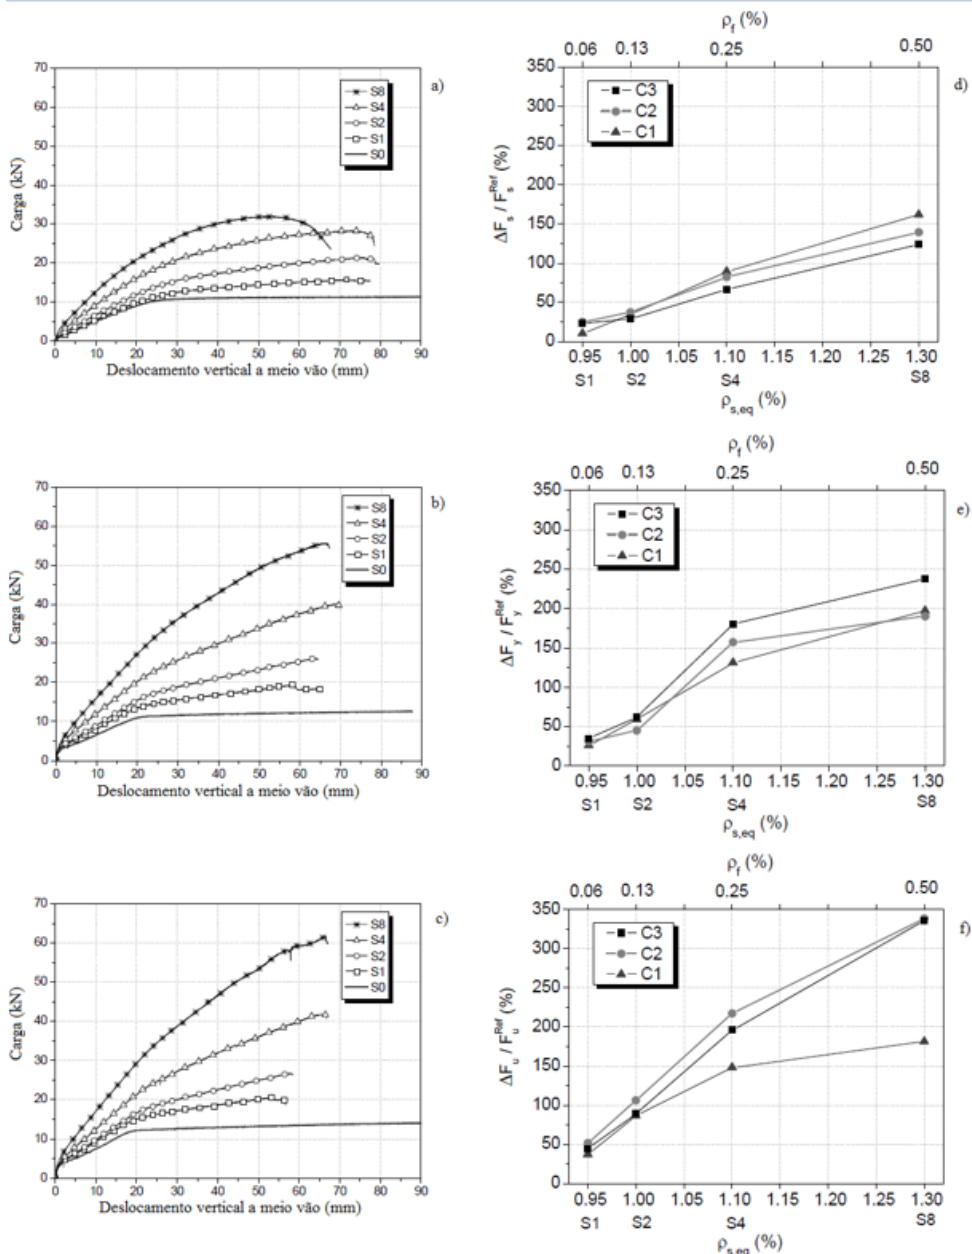 a)
70
60
50
40
30
20
10
0
Carga (kN)
S8
S4
S2
S1
S0
0 10 20 30 40 50 60 70 80 90
Deslocamento vertical a meio vão (mm)
d)
ρf (%)
0.06 0.13 0.25 0.50
350
300
250
200
150
100
50
0
ΔFs / FsRef (%)
C3
C2
C1
0.95 1.00 1.05 1.10 1.15 1.20 1.25 1.30
S1 S2 S4 S8
ρs,eq (%)
b)
70
60
50
40
30
20
10
0
Carga (kN)
S8
S4
S2
S1
S0
0 10 20 30 40 50 60 70 80 90
Deslocamento vertical a meio vão (mm)
e)
ρf (%)
0.06 0.13 0.25 0.50
350
300
250
200
150
100
50
0
ΔFy / FyRef (%)
C3
C2
C1
0.95 1.00 1.05 1.10 1.15 1.20 1.25 1.30
S1 S2 S4 S8
ρs,eq (%)
c)
70
60
50
40
30
20
10
0
Carga (kN)
S8
S4
S2
S1
S0
0 10 20 30 40 50 60 70 80 90
Deslocamento vertical a meio vão (mm)
f)
ρf (%)
0.06 0.13 0.25 0.50
350
300
250
200
150
100
50
0
ΔFu / FuRef (%)
C3
C2
C1
0.95 1.00 1.05 1.10 1.15 1.20 1.25 1.30
S1 S2 S4 S8
ρs,eq (%)